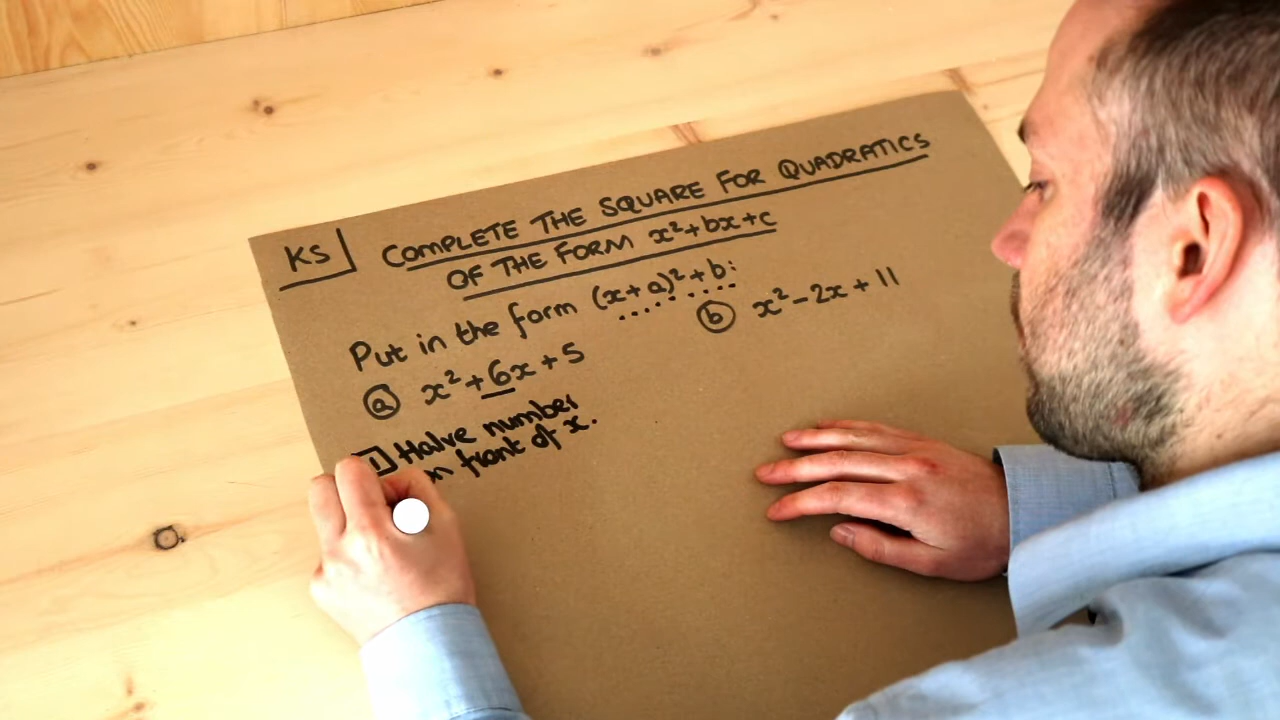 KS
COMPLETE THE SQUARE FOR QUADRATICS
OF THE FORM x²+bx+c
Put in the form (x+a)²+b:
ⓐ x²+6x+5
ⓑ x²-2x+11
1 Halve number
in front of x.